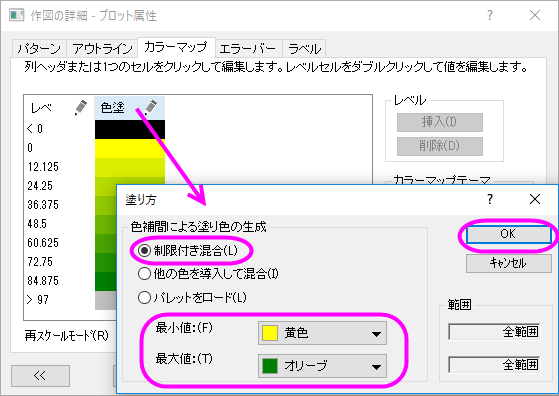 作図の詳細 - プロット属性
パターン アウトライン カラーマップ エラーバー ラベル
列ヘッダまたは1つのセルをクリックして編集します。レベルセルをダブルクリックして値を編集します。
レベ 色塗
< 0
0
12.125
24.25
36.375
48.5
60.625
72.75
84.875
> 97
レベル
挿入(I)
削除(D)
カラーマップテーマ
再スケールモード(R)
<<
塗り方
色補間による塗り色の生成
制限付き混合(L)
他の色を導入して混合(I)
パレットをロード(L)
最小値:(F) 黄色
最大値:(T) オリーブ
OK
キャンセル
範囲
全範囲
全範囲